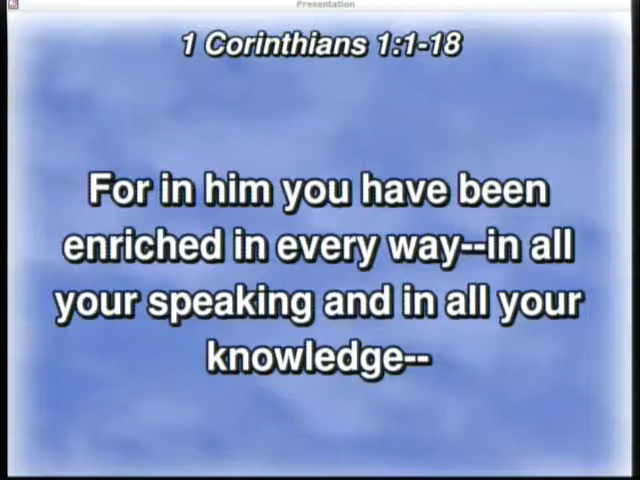 Presentation
1 Corinthians 1:1-18
For in him you have been
enriched in every way--in all
your speaking and in all your
knowledge--